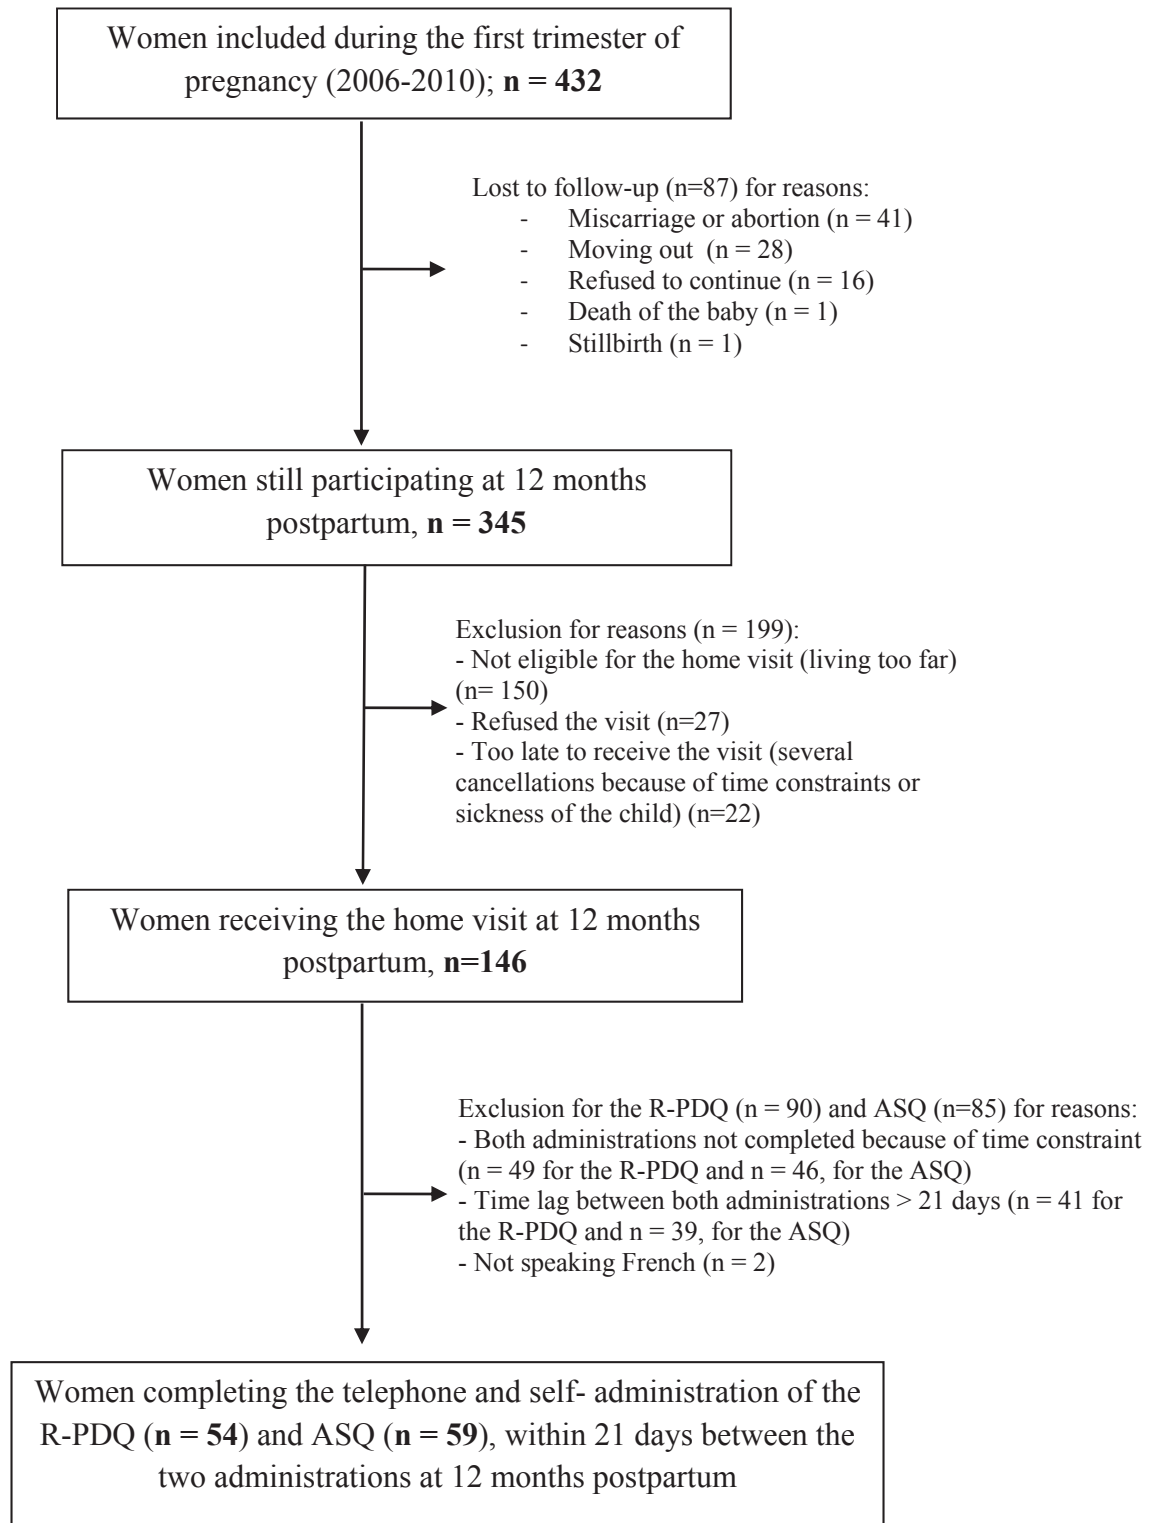 Women included during the first trimester of
pregnancy (2006-2010); n = 432
Lost to follow-up (n=87) for reasons:
- Miscarriage or abortion (n = 41)
- Moving out (n = 28)
- Refused to continue (n = 16)
- Death of the baby (n = 1)
- Stillbirth (n = 1)
Women still participating at 12 months
postpartum, n = 345
Exclusion for reasons (n = 199):
- Not eligible for the home visit (living too far)
(n= 150)
- Refused the visit (n=27)
- Too late to receive the visit (several
cancellations because of time constraints or
sickness of the child) (n=22)
Women receiving the home visit at 12 months
postpartum, n=146
Exclusion for the R-PDQ (n = 90) and ASQ (n=85) for reasons:
- Both administrations not completed because of time constraint
(n = 49 for the R-PDQ and n = 46, for the ASQ)
- Time lag between both administrations > 21 days (n = 41 for
the R-PDQ and n = 39, for the ASQ)
- Not speaking French (n = 2)
Women completing the telephone and self- administration of the
R-PDQ (n = 54) and ASQ (n = 59), within 21 days between the
two administrations at 12 months postpartum